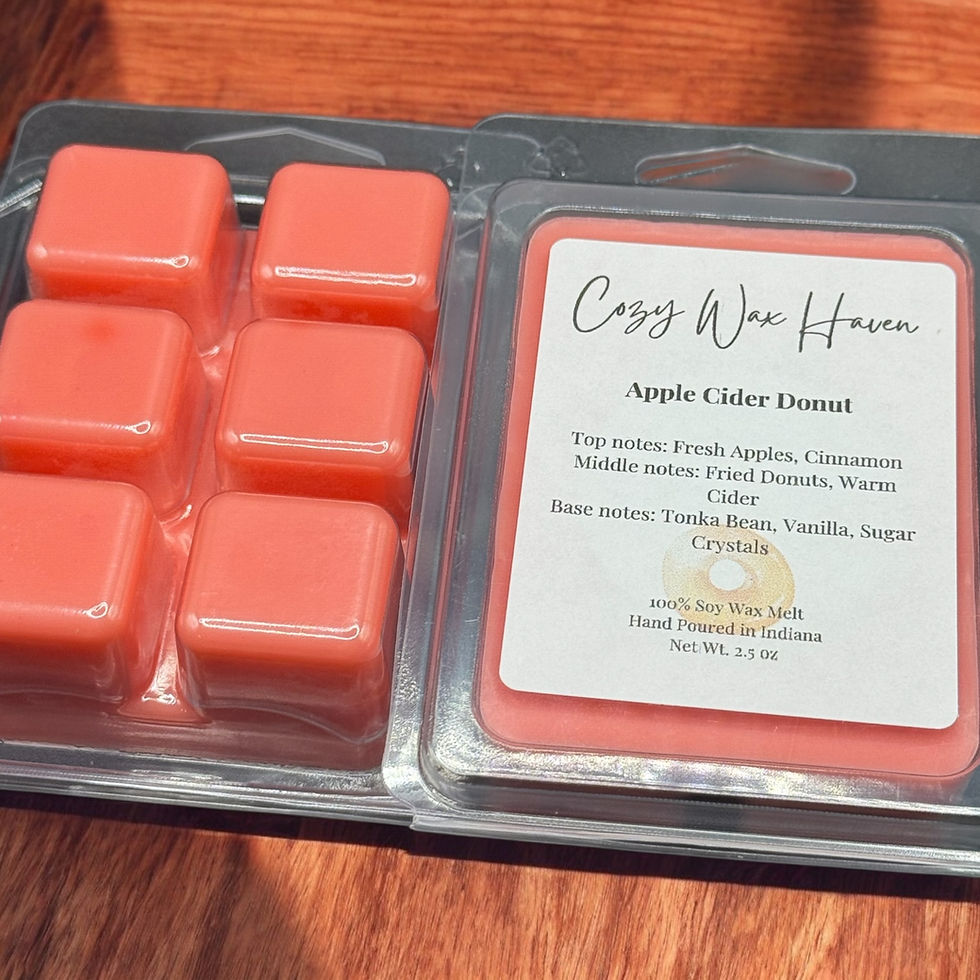 Cozy Wax Haven
Apple Cider Donut
Top notes: Fresh Apples, Cinnamon
Middle notes: Fried Donuts, Warm
Cider
Base notes: Tonka Bean, Vanilla, Sugar
Crystals
100% Soy Wax Melt
Hand Poured in Indiana
Net Wt. 2.5 oz